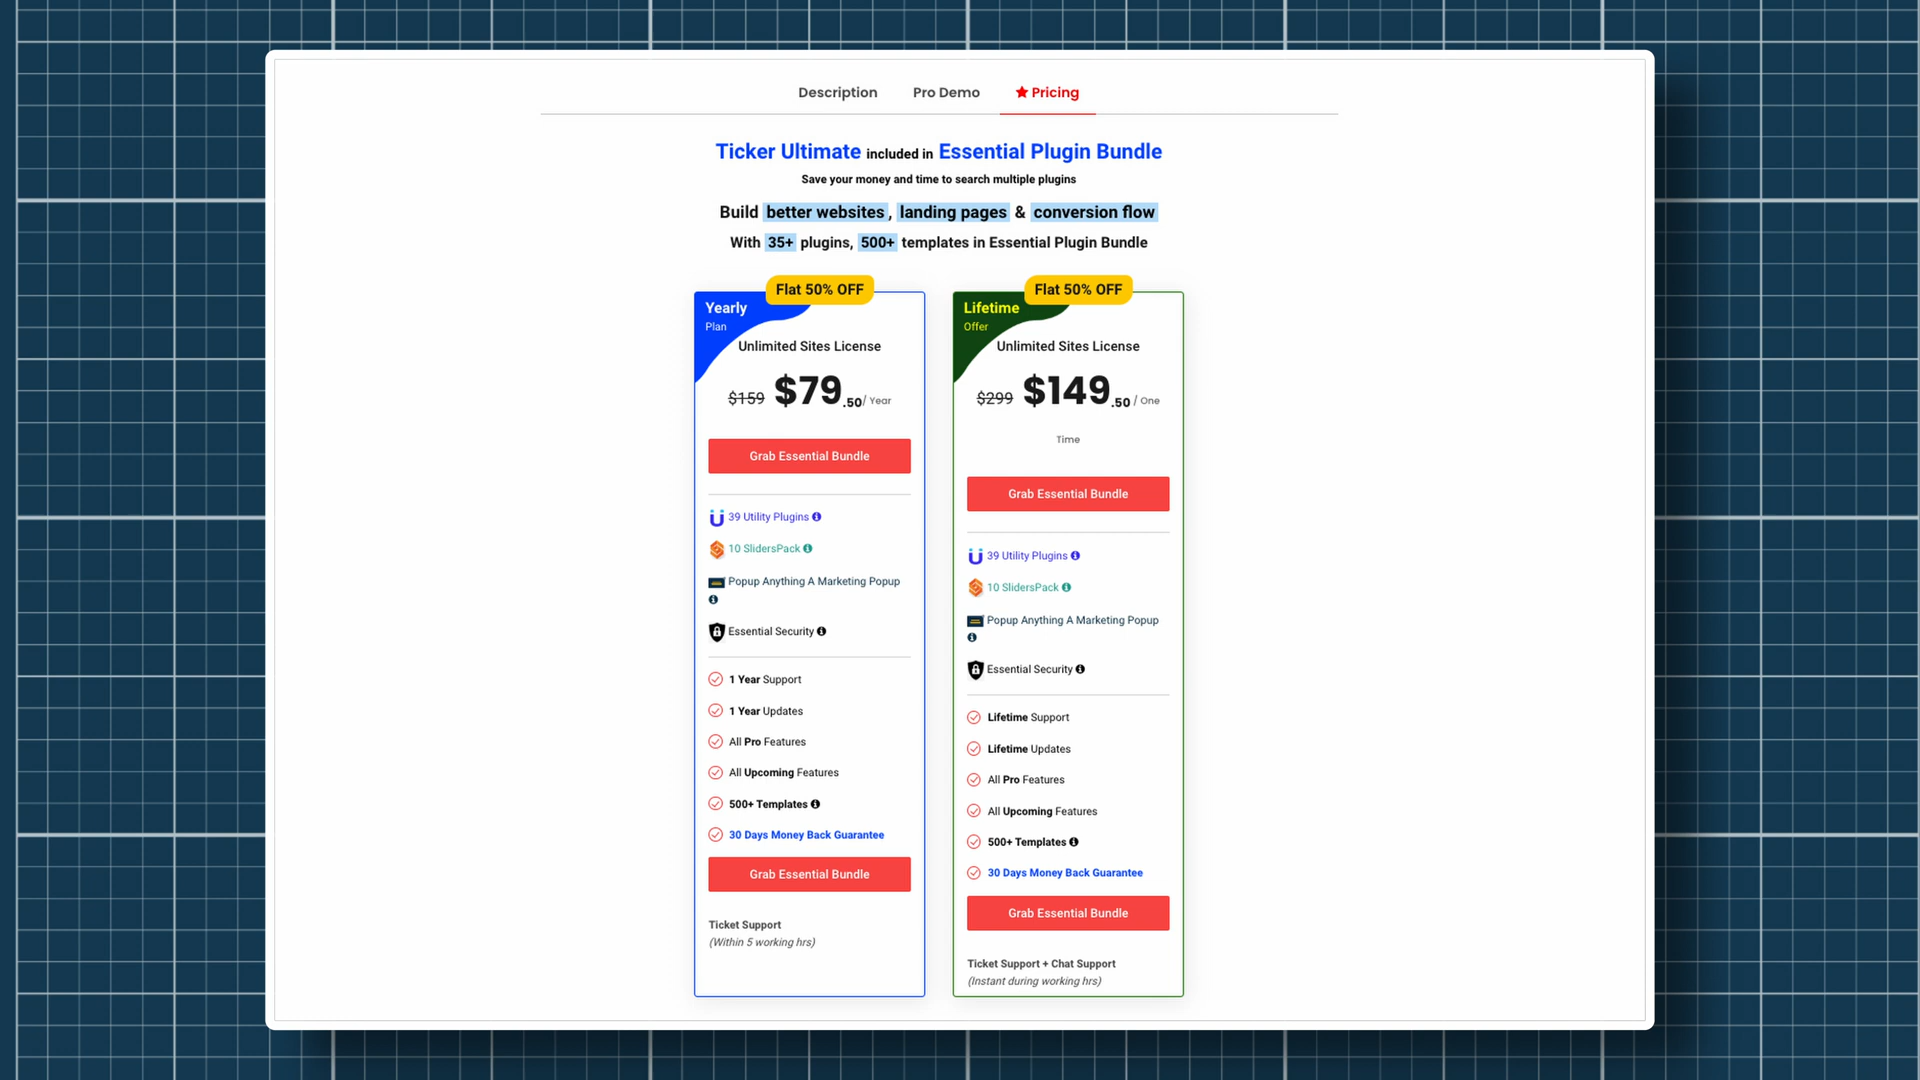 Description Pro Demo Pricing
Ticker Ultimate included in Essential Plugin Bundle
Save your money and time to search multiple plugins
Build better websites, landing pages & conversion flow
With 35+ plugins, 500+ templates in Essential Plugin Bundle
Flat 50% OFF
Yearly
Plan
Unlimited Sites License
$159 $79.50/ Year
Grab Essential Bundle
39 Utility Plugins
10 SlidersPack
Popup Anything A Marketing Popup
Essential Security
1 Year Support
1 Year Updates
All Pro Features
All Upcoming Features
500+ Templates
30 Days Money Back Guarantee
Grab Essential Bundle
Ticket Support
(Within 5 working hrs)
Flat 50% OFF
Lifetime
Offer
Unlimited Sites License
$299 $149.50 / One
Time
Grab Essential Bundle
39 Utility Plugins
10 SlidersPack
Popup Anything A Marketing Popup
Essential Security
Lifetime Support
Lifetime Updates
All Pro Features
All Upcoming Features
500+ Templates
30 Days Money Back Guarantee
Grab Essential Bundle
Ticket Support + Chat Support
(Instant during working hrs)